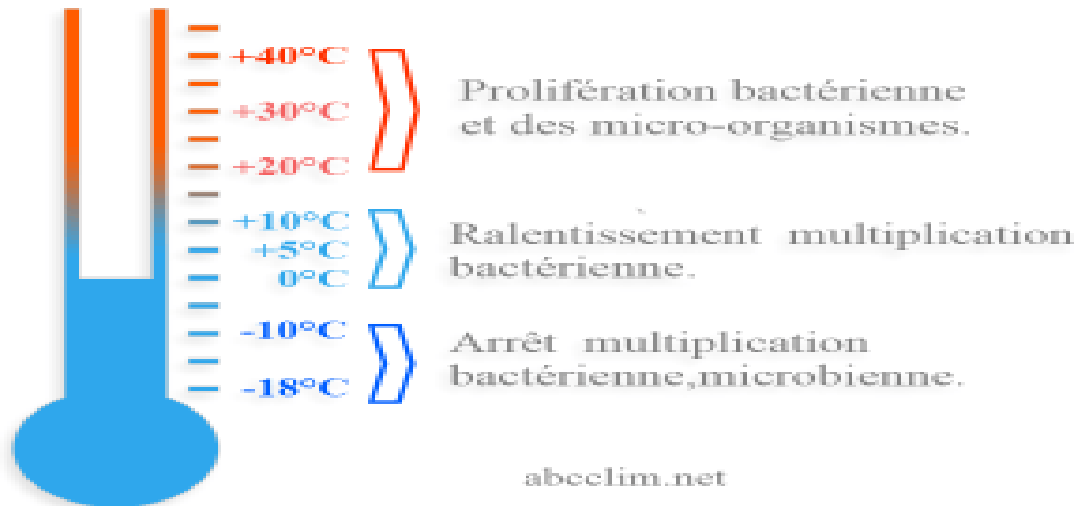 +40°C
+30°C
+20°C
Prolifération bactérienne
et des micro-organismes.
+10°C
+5°C
0°C
Ralentissement multiplication
bactérienne.
-10°C
-18°C
Arrêt multiplication
bactérienne,microbienne.
abcclim.net